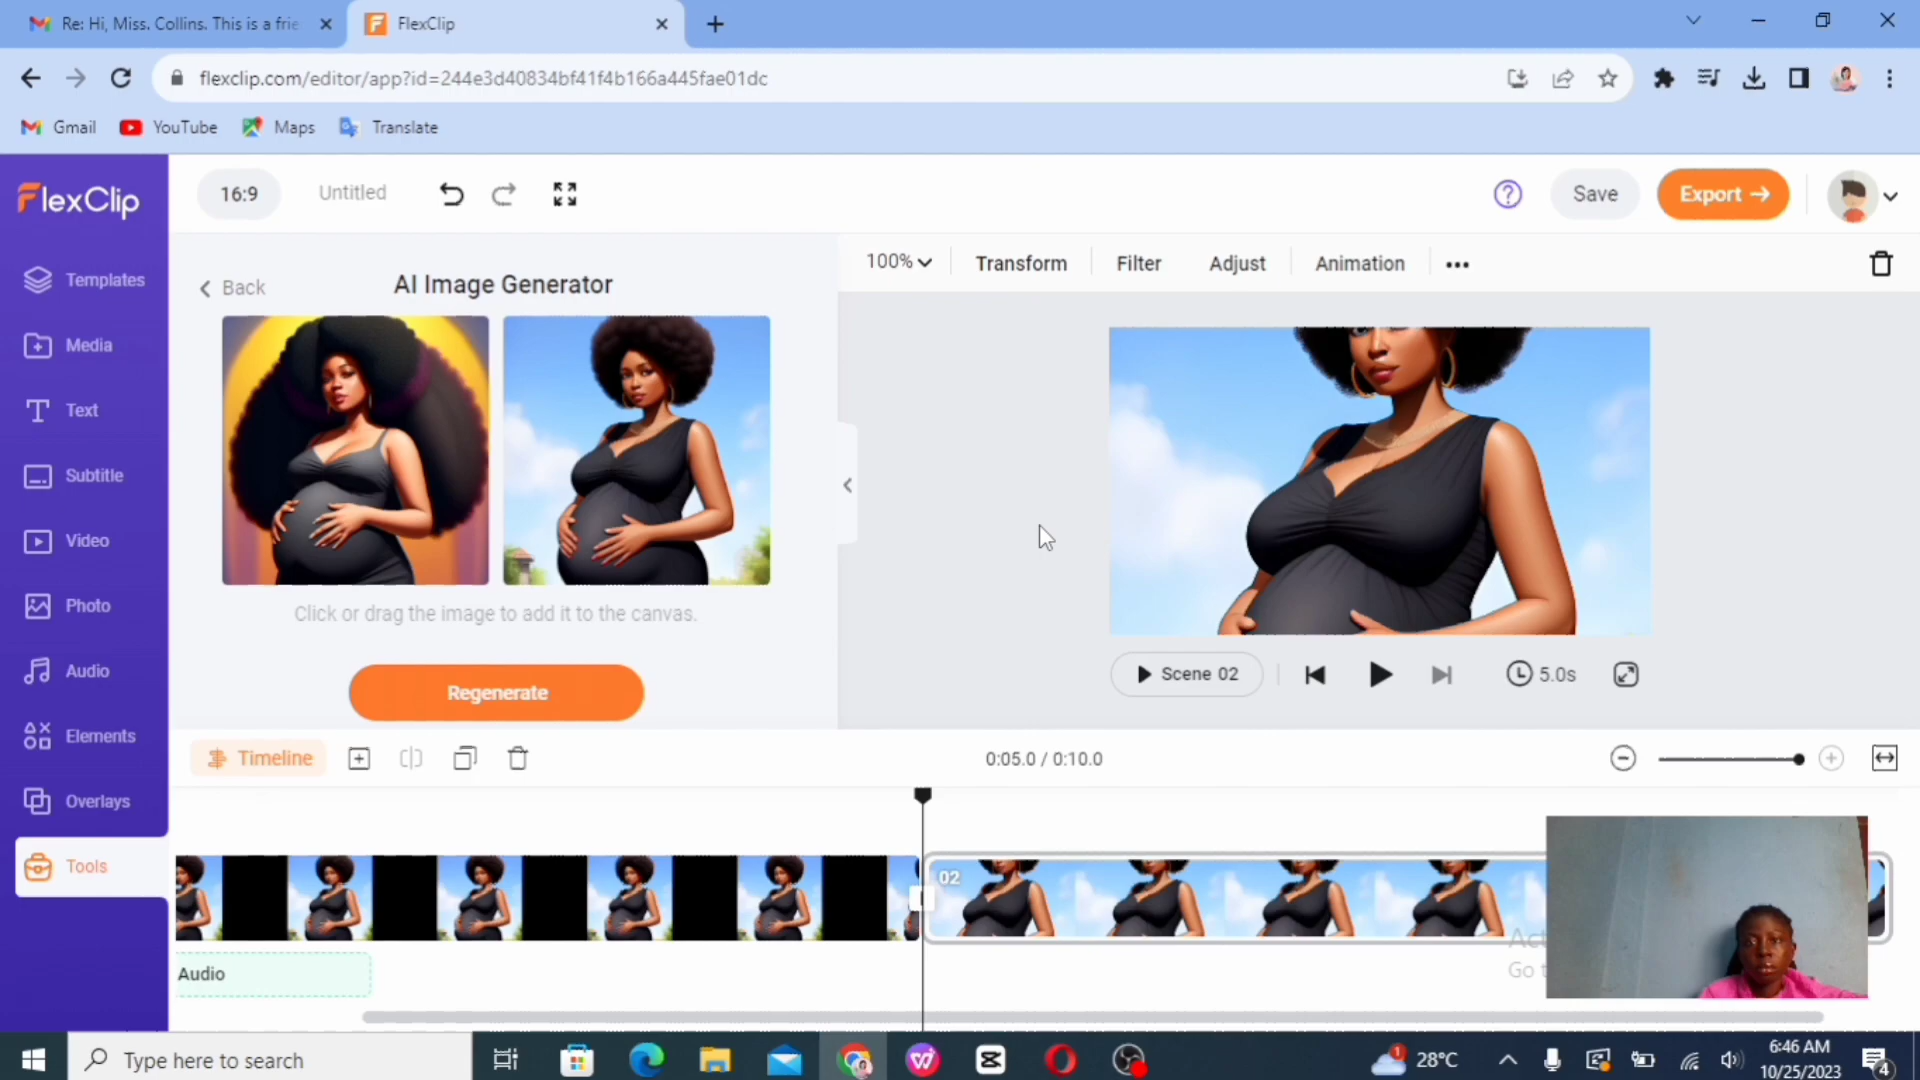 Re: Hi, Miss. Collins. This is a frie
FlexClip
flexclip.com/editor/app?id=244e3d40834bf41f4b166a445fae01dc
Gmail
YouTube
Maps
Translate
FlexClip
16:9
Untitled
Save
Export
Templates
Media
Text
Subtitle
Video
Photo
Audio
Elements
Overlays
Tools
Back
AI Image Generator
Click or drag the image to add it to the canvas.
Regenerate
100%
Transform
Filter
Adjust
Animation
Scene 02
5.0s
Timeline
0:05.0 / 0:10.0
02
Audio
Act
Go t
Type here to search
1
28°C
6:46 AM
10/25/2023
4